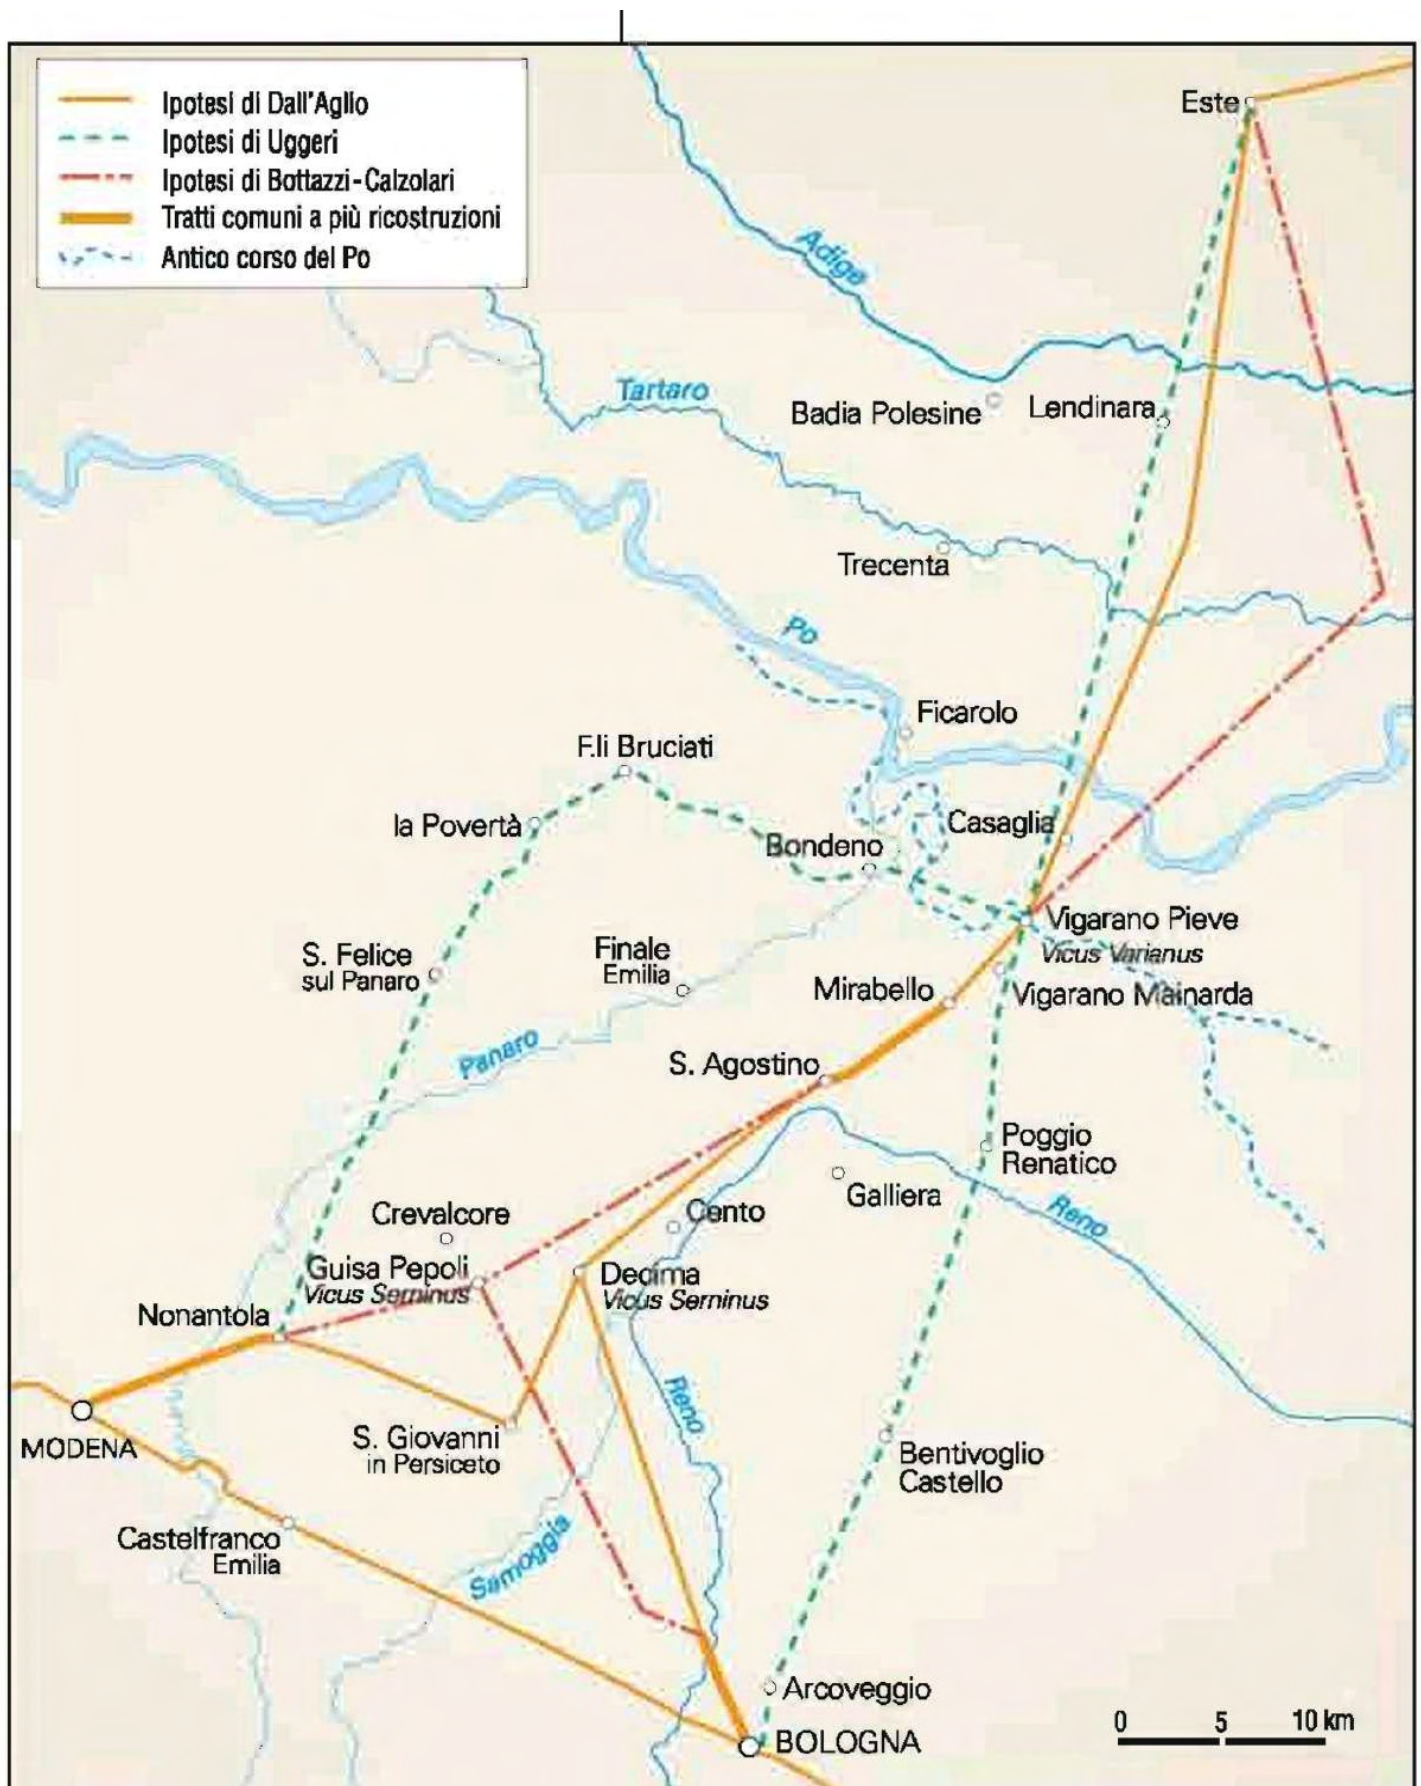 Ipotesi di Dall'Aglio
Ipotesi di Uggeri
Ipotesi di Bottazzi-Calzolari
Tratti comuni a più ricostruzioni
Antico corso del Po
Este
Adige
Tartaro
Badia Polesine
Lendinara
Trecenta
Po
Ficarolo
F.li Bruciati
la Povertà
Casaglia
Bondeno
Vigarano Pieve
Vicus Varianus
S. Felice
sul Panaro
Finale
Emilia
Mirabello
Vigarano Mainarda
Panaro
S. Agostino
Poggio
Renatico
Galliera
Reno
Crevalcore
Cento
Guisa Pepoli
Vicus Serninus
Decima
Vicus Serninus
Nonantola
MODENA
Reno
S. Giovanni
in Persiceto
Bentivoglio
Castello
Castelfranco
Emilia
Samoggia
Arcoveggio
BOLOGNA
0 5 10 km